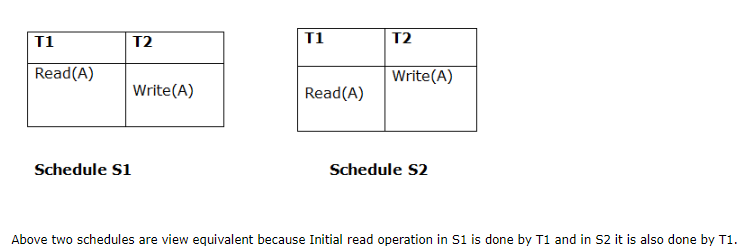 T1 T2 T1 T2
Read(A) Write(A)
Write(A) Read(A)
Schedule S1 Schedule S2
Above two schedules are view equivalent because Initial read operation in S1 is done by T1 and in S2 it is also done by T1.